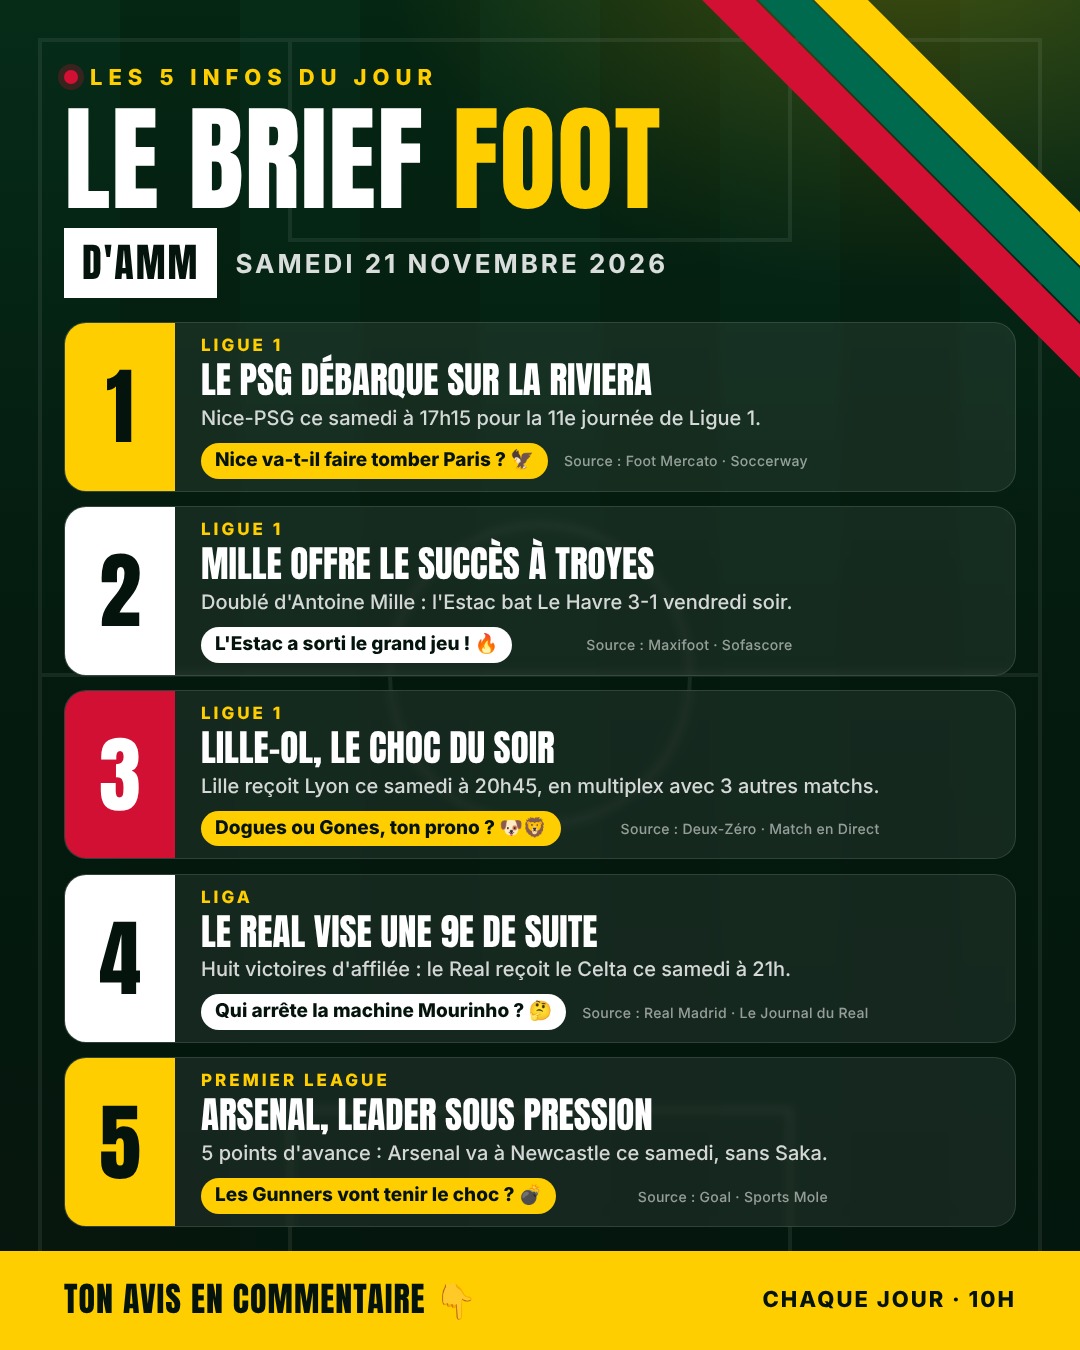 LES 5 INFOS DU JOUR
LE BRIEF FOOT
D'AMM SAMEDI 21 NOVEMBRE 2026
1
LIGUE 1
LE PSG DÉBARQUE SUR LA RIVIERA
Nice-PSG ce samedi à 17h15 pour la 11e journée de Ligue 1.
Nice va-t-il faire tomber Paris ? 🦅 Source : Foot Mercato · Soccerway
2
LIGUE 1
MILLE OFFRE LE SUCCÈS À TROYES
Doublé d'Antoine Mille : l'Estac bat Le Havre 3-1 vendredi soir.
L'Estac a sorti le grand jeu ! 🔥 Source : Maxifoot · Sofascore
3
LIGUE 1
LILLE-OL, LE CHOC DU SOIR
Lille reçoit Lyon ce samedi à 20h45, en multiplex avec 3 autres matchs.
Dogues ou Gones, ton prono ? 🐶🦁 Source : Deux-Zéro · Match en Direct
4
LIGA
LE REAL VISE UNE 9E DE SUITE
Huit victoires d'affilée : le Real reçoit le Celta ce samedi à 21h.
Qui arrête la machine Mourinho ? 🤔 Source : Real Madrid · Le Journal du Real
5
PREMIER LEAGUE
ARSENAL, LEADER SOUS PRESSION
5 points d'avance : Arsenal va à Newcastle ce samedi, sans Saka.
Les Gunners vont tenir le choc ? 💣 Source : Goal · Sports Mole
TON AVIS EN COMMENTAIRE 👇 CHAQUE JOUR · 10H